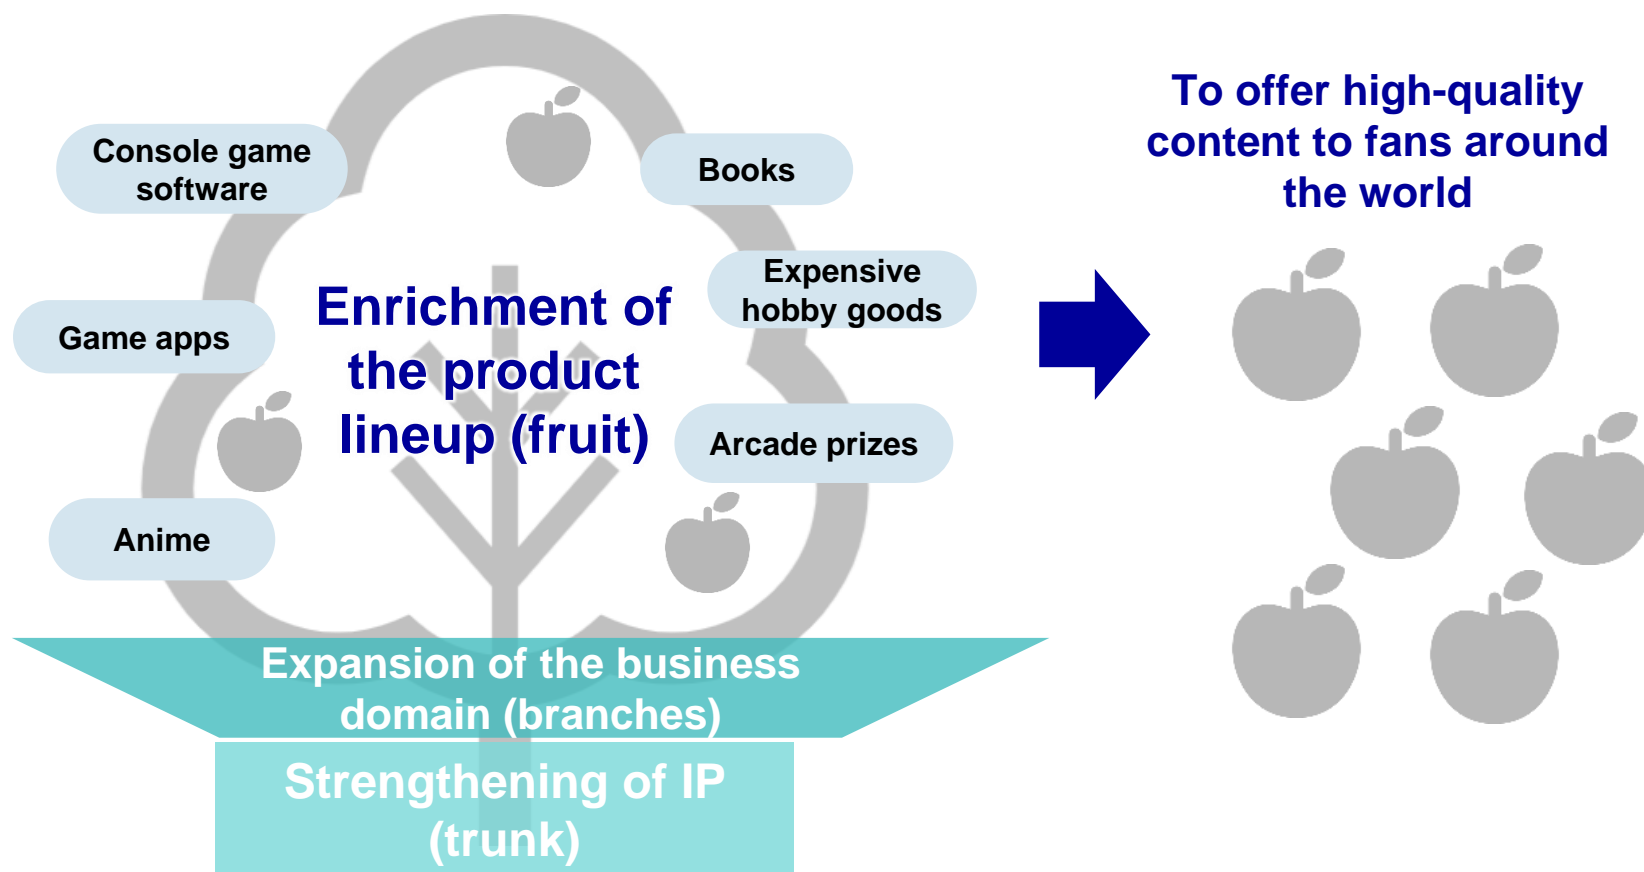 Console game
software
Books
Expensive
hobby goods
Game apps
Enrichment of
the product
lineup (fruit)
Arcade prizes
Anime
Expansion of the business
domain (branches)
Strengthening of IP
(trunk)
To offer high-quality
content to fans around
the world